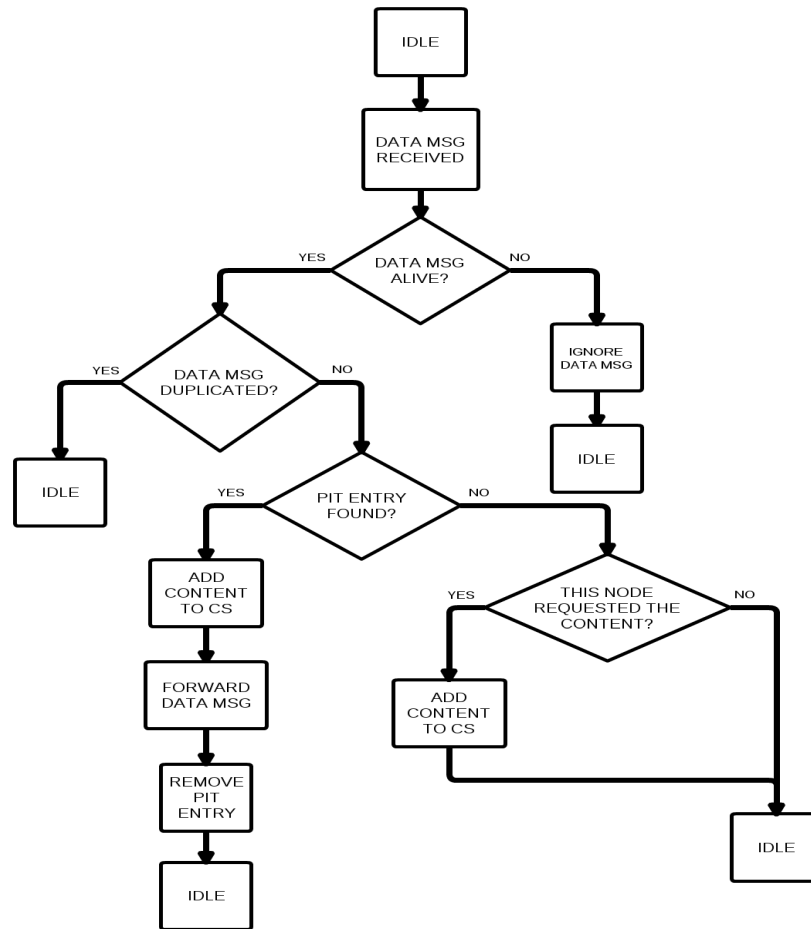 IDLE
DATA MSG
RECEIVED
DATA MSG
ALIVE?
YES
NO
DATA MSG
DUPLICATED?
YES
NO
IGNORE
DATA MSG
IDLE
IDLE
PIT ENTRY
FOUND?
YES
NO
ADD
CONTENT
TO CS
THIS NODE
REQUESTED THE
CONTENT?
YES
NO
FORWARD
DATA MSG
ADD
CONTENT
TO CS
REMOVE
PIT
ENTRY
IDLE
IDLE